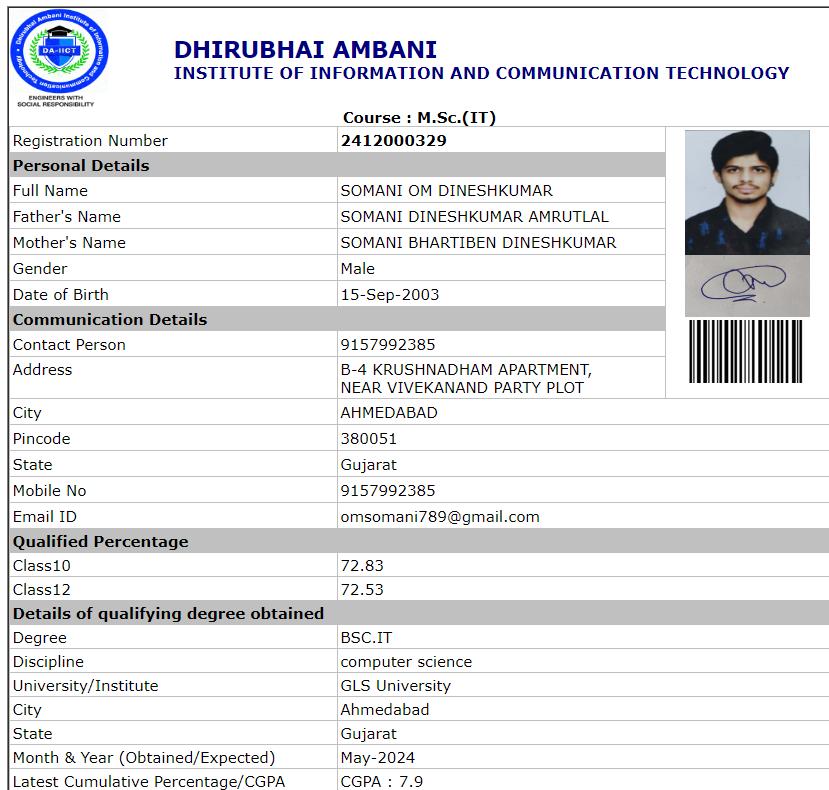 Dhirubhai Ambani Institute of Information and Communication Technology
DA-IICT
ENGINEERS WITH
SOCIAL RESPONSIBILITY
DHIRUBHAI AMBANI
INSTITUTE OF INFORMATION AND COMMUNICATION TECHNOLOGY
Course : M.Sc.(IT)
Registration Number 2412000329
Personal Details
Full Name SOMANI OM DINESHKUMAR
Father's Name SOMANI DINESHKUMAR AMRUTLAL
Mother's Name SOMANI BHARTIBEN DINESHKUMAR
Gender Male
Date of Birth 15-Sep-2003
Communication Details
Contact Person 9157992385
Address B-4 KRUSHNADHAM APARTMENT,
NEAR VIVEKANAND PARTY PLOT
City AHMEDABAD
Pincode 380051
State Gujarat
Mobile No 9157992385
Email ID omsomani789@gmail.com
Qualified Percentage
Class10 72.83
Class12 72.53
Details of qualifying degree obtained
Degree BSC.IT
Discipline computer science
University/Institute GLS University
City Ahmedabad
State Gujarat
Month & Year (Obtained/Expected) May-2024
Latest Cumulative Percentage/CGPA CGPA : 7.9